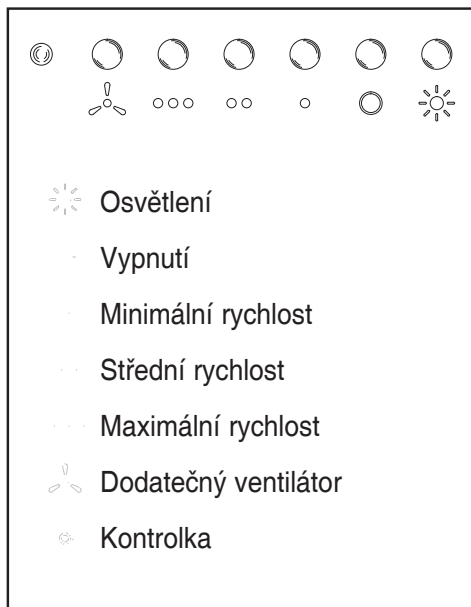 Osvětlení
Vypnutí
Minimální rychlost
Střední rychlost
Maximální rychlost
Dodatečný ventilátor
Kontrolka